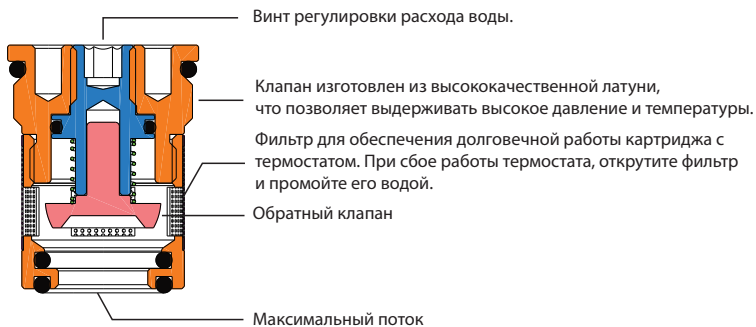 Винт регулировки расхода воды.
Клапан изготовлен из высококачественной латуни,
что позволяет выдерживать высокое давление и температуры.
Фильтр для обеспечения долговечной работы картриджа с
термостатом. При сбое работы термостата, открутите фильтр
и промойте его водой.
Обратный клапан
Максимальный поток